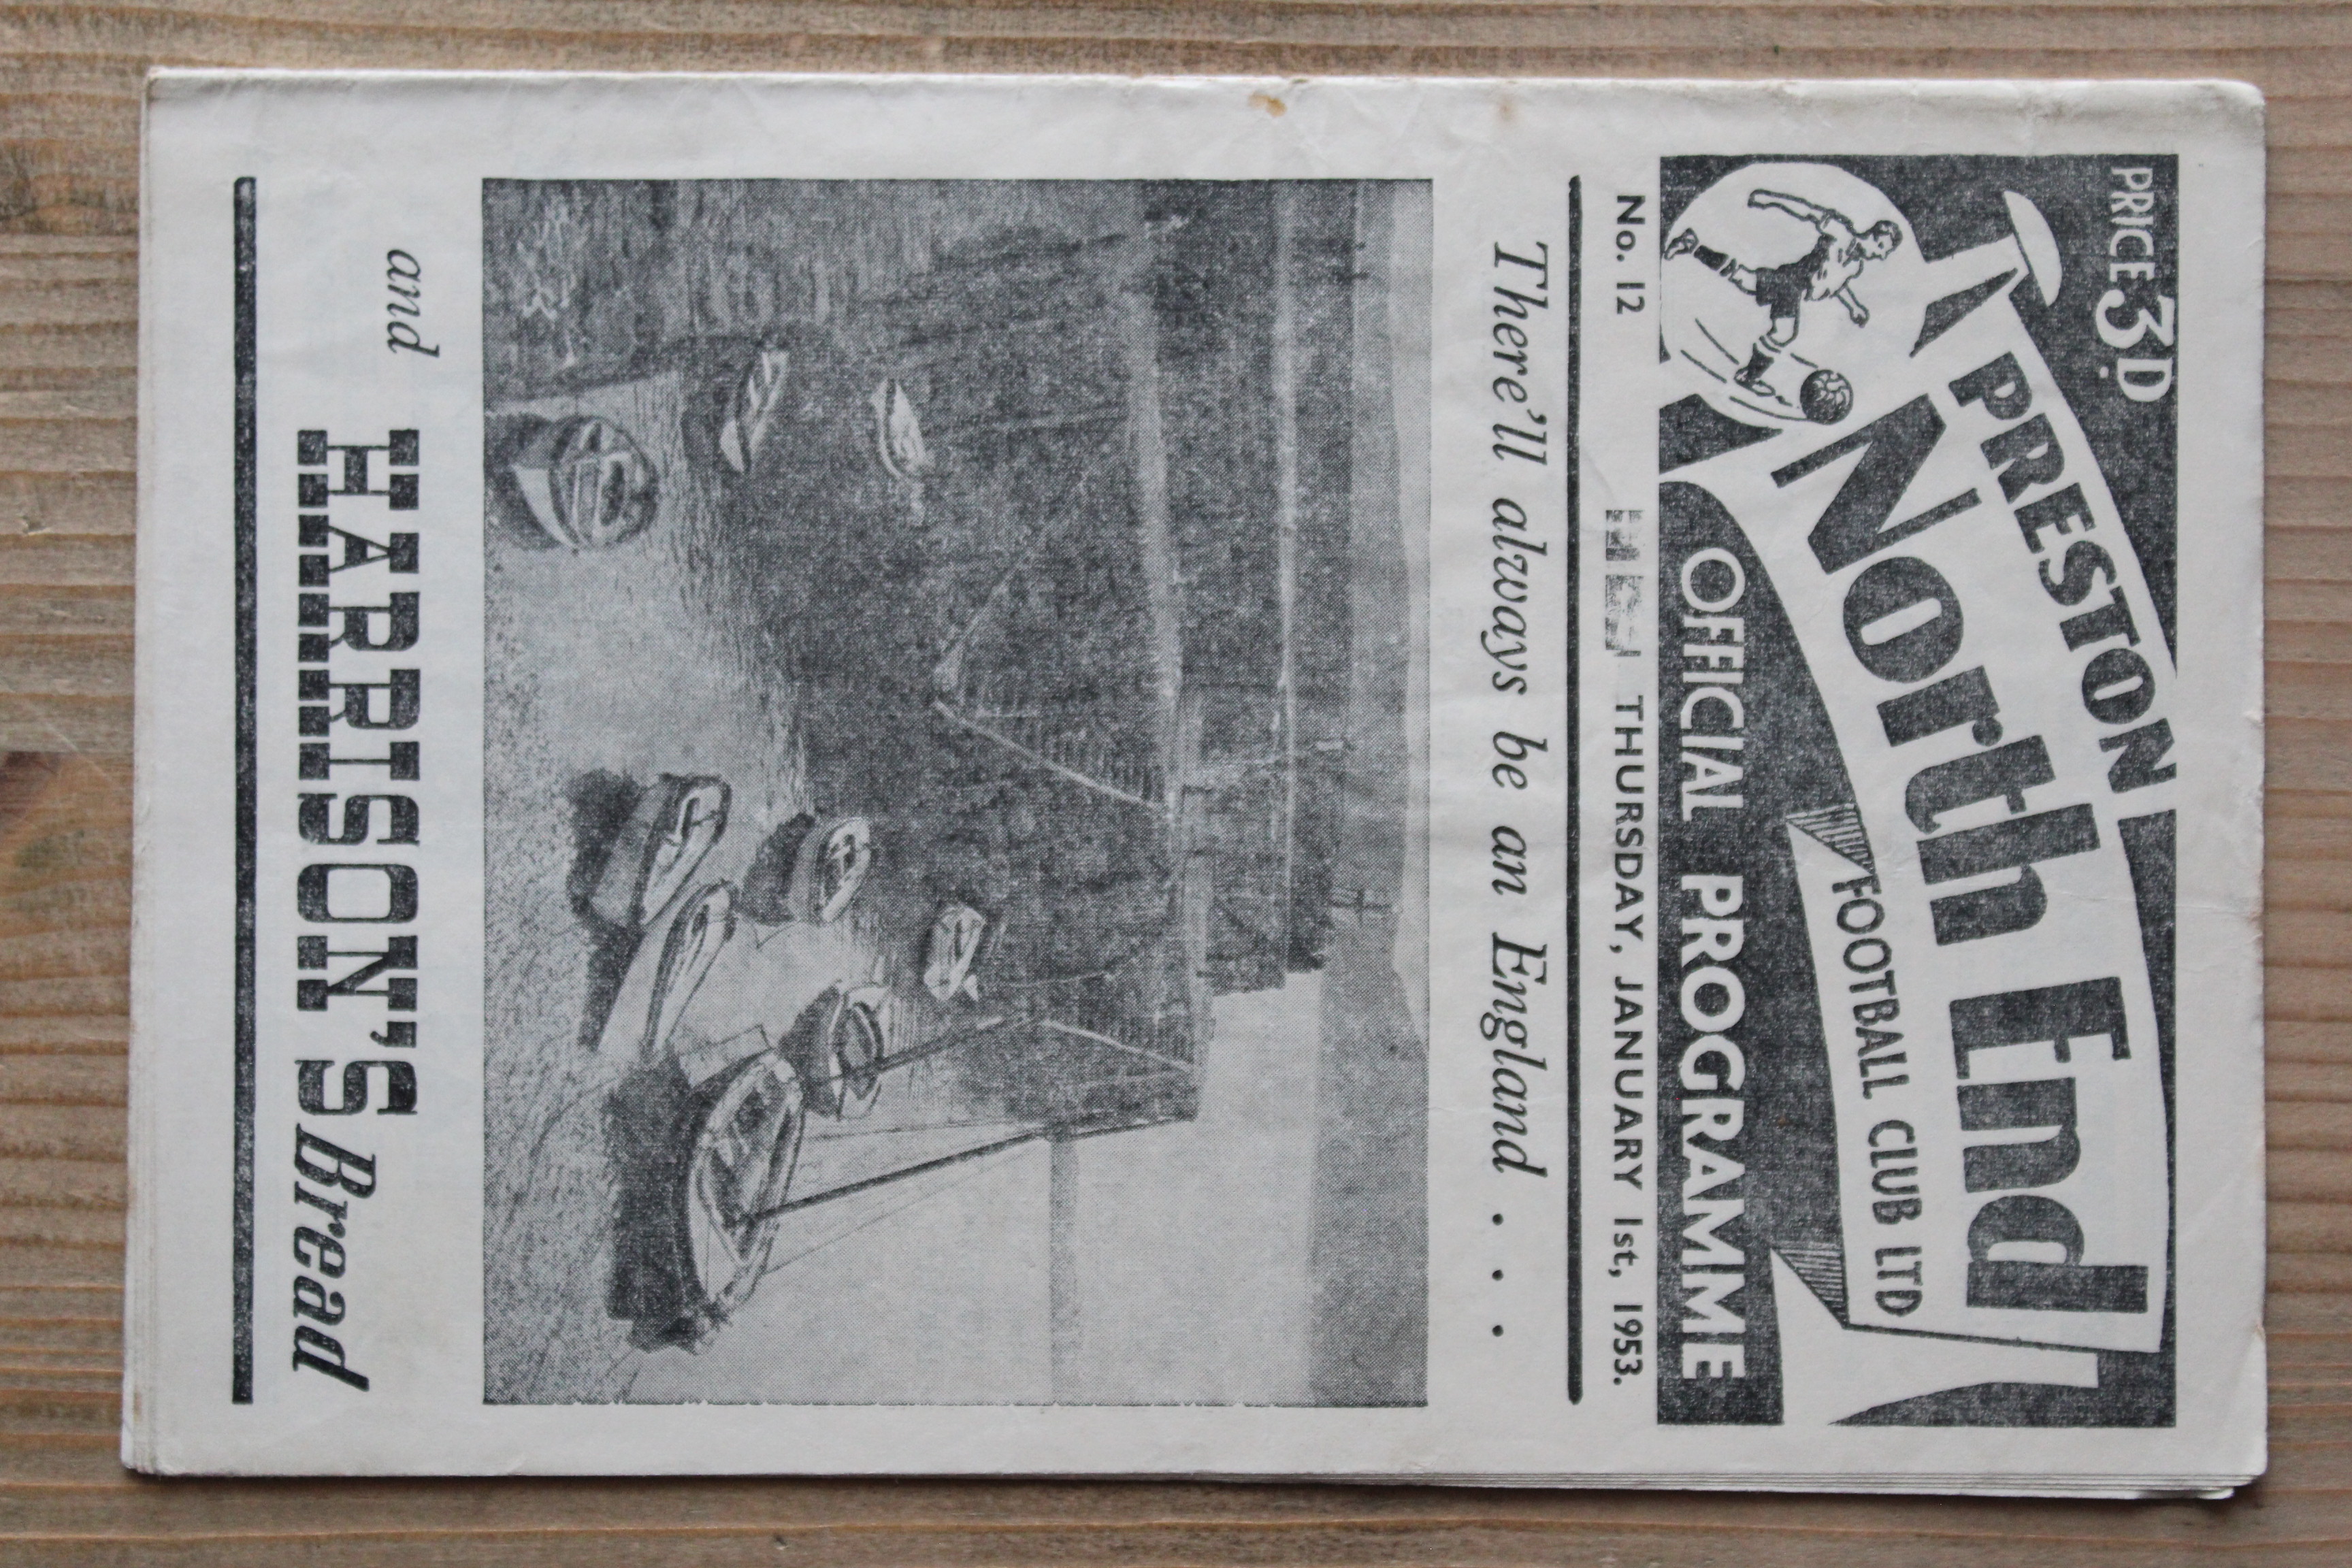 PRICE 3D.
PRESTON
North End
FOOTBALL CLUB LTD
OFFICIAL PROGRAMME
No. 12 THURSDAY, JANUARY 1st, 1953.
There'll always be an England . . .
and HARRISON'S Bread